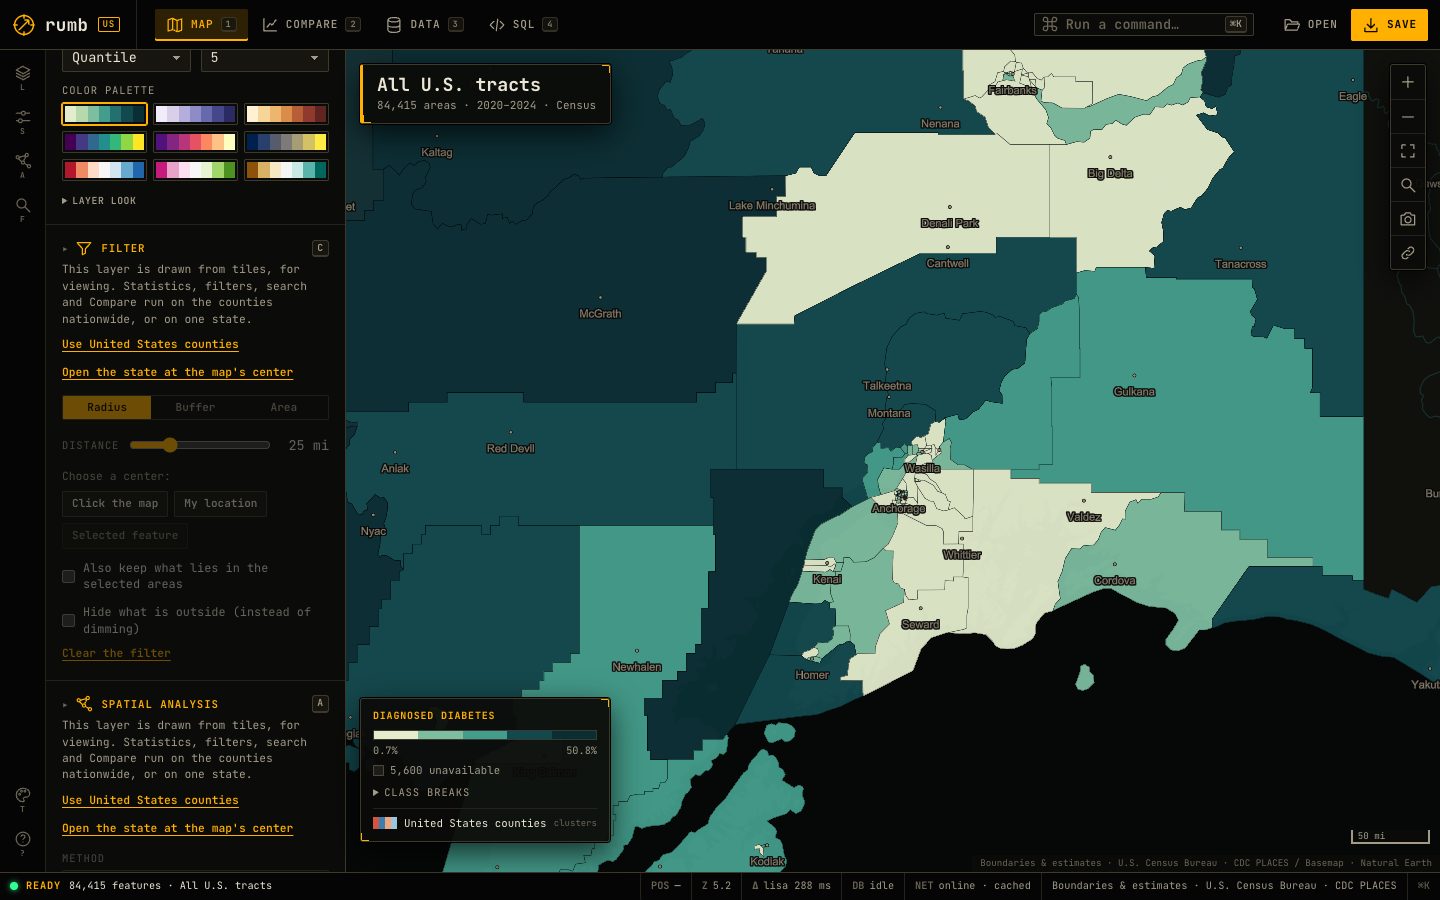 rumb US
MAP 1
COMPARE 2
DATA 3
SQL 4
Run a command… ⌘K
OPEN
SAVE
L
S
A
F
T
?
Quantile
5
COLOR PALETTE
LAYER LOOK
FILTER C
This layer is drawn from tiles, for
viewing. Statistics, filters, search
and Compare run on the counties
nationwide, or on one state.
Use United States counties
Open the state at the map's center
Radius
Buffer
Area
DISTANCE 25 mi
Choose a center:
Click the map
My location
Selected feature
Also keep what lies in the
selected areas
Hide what is outside (instead of
dimming)
Clear the filter
SPATIAL ANALYSIS A
This layer is drawn from tiles, for
viewing. Statistics, filters, search
and Compare run on the counties
nationwide, or on one state.
Use United States counties
Open the state at the map's center
METHOD
All U.S. tracts
84,415 areas · 2020–2024 · Census
Tanana
Fairbanks
Eagle
Nenana
Kaltag
Big Delta
Lake Minchumina
Denali Park
Cantwell
Tanacross
McGrath
Talkeetna
Gulkana
Montana
Red Devil
Aniak
Wasilla
Anchorage
Valdez
Nyac
Whittier
Kenai
Cordova
Seward
Newhalen
Homer
Yakut
Kodiak
DIAGNOSED DIABETES
0.7% 50.8%
5,600 unavailable
CLASS BREAKS
United States counties clusters
50 mi
Boundaries & estimates · U.S. Census Bureau · CDC PLACES / Basemap · Natural Earth
READY 84,415 features · All U.S. tracts
POS —
Z 5.2
Δ lisa 288 ms
DB idle
NET online · cached
Boundaries & estimates · U.S. Census Bureau · CDC PLACES
⌘K